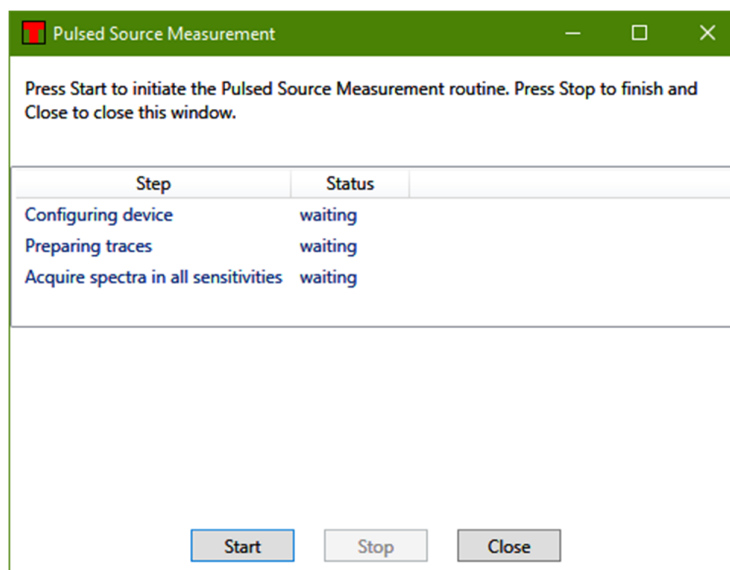 Pulsed Source Measurement
Press Start to initiate the Pulsed Source Measurement routine. Press Stop to finish and
Close to close this window.
Step Status
Configuring device waiting
Preparing traces waiting
Acquire spectra in all sensitivities waiting
Start Stop Close